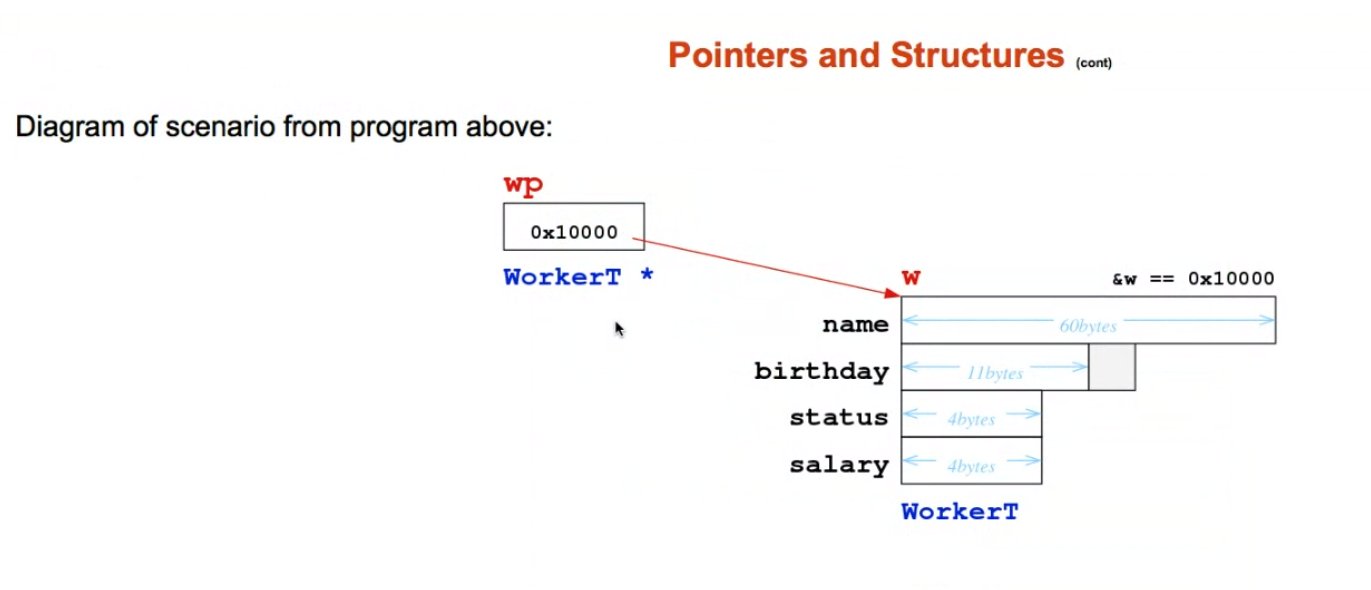 Pointers and Structures (cont)
Diagram of scenario from program above:
wp
0x10000
WorkerT *
w &w == 0x10000
name 60bytes
birthday 11bytes
status 4bytes
salary 4bytes
WorkerT